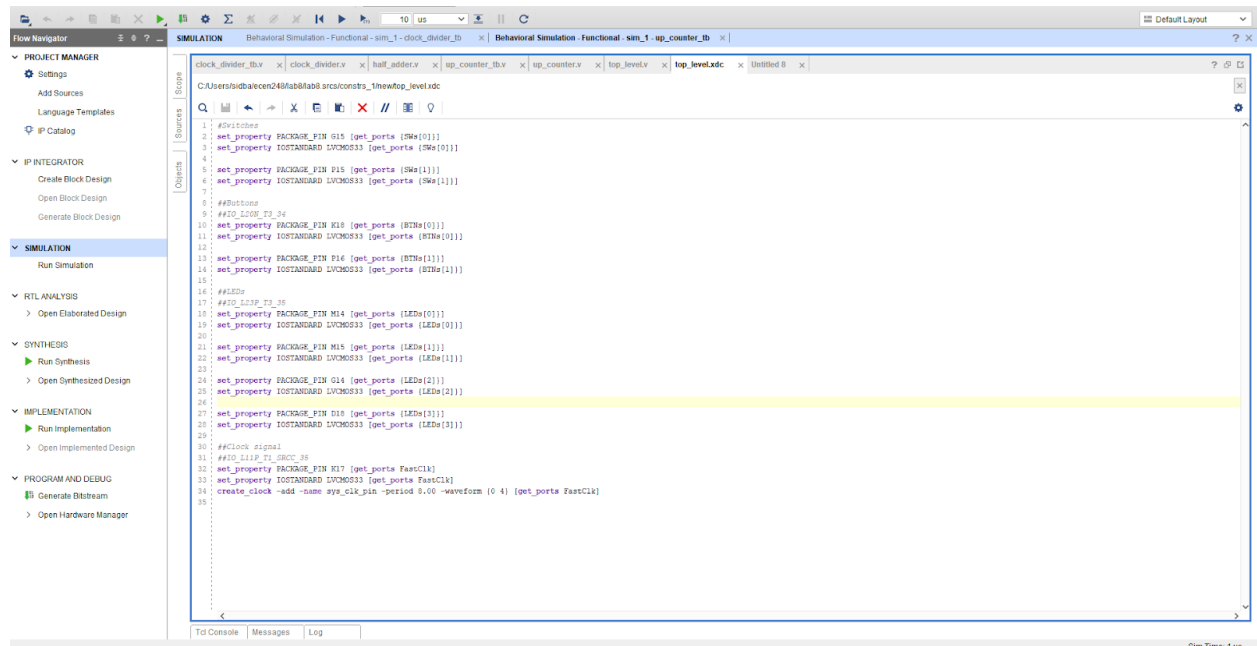 10 us
Default Layout
Flow Navigator
SIMULATION Behavioral Simulation - Functional - sim_1 - clock_divider_tb Behavioral Simulation - Functional - sim_1 - up_counter_tb
PROJECT MANAGER
Settings
Add Sources
Language Templates
IP Catalog
IP INTEGRATOR
Create Block Design
Open Block Design
Generate Block Design
SIMULATION
Run Simulation
RTL ANALYSIS
Open Elaborated Design
SYNTHESIS
Run Synthesis
Open Synthesized Design
IMPLEMENTATION
Run Implementation
Open Implemented Design
PROGRAM AND DEBUG
Generate Bitstream
Open Hardware Manager
Scope
Sources
Objects
clock_divider_tb.v clock_divider.v half_adder.v up_counter_tb.v up_counter.v top_level.v top_level.xdc Untitled 8
C:/Users/sidba/ecen248/lab8/lab8.srcs/constrs_1/new/top_level.xdc
1 #Switches
2 set_property PACKAGE_PIN G15 [get_ports {SWs[0]}]
3 set_property IOSTANDARD LVCMOS33 [get_ports {SWs[0]}]
4
5 set_property PACKAGE_PIN P15 [get_ports {SWs[1]}]
6 set_property IOSTANDARD LVCMOS33 [get_ports {SWs[1]}]
7
8 ##Buttons
9 ##IO_L20N_T3_34
10 set_property PACKAGE_PIN K18 [get_ports {BTNs[0]}]
11 set_property IOSTANDARD LVCMOS33 [get_ports {BTNs[0]}]
12
13 set_property PACKAGE_PIN P16 [get_ports {BTNs[1]}]
14 set_property IOSTANDARD LVCMOS33 [get_ports {BTNs[1]}]
15
16 ##LEDs
17 ##IO_L23P_T3_35
18 set_property PACKAGE_PIN M14 [get_ports {LEDs[0]}]
19 set_property IOSTANDARD LVCMOS33 [get_ports {LEDs[0]}]
20
21 set_property PACKAGE_PIN M15 [get_ports {LEDs[1]}]
22 set_property IOSTANDARD LVCMOS33 [get_ports {LEDs[1]}]
23
24 set_property PACKAGE_PIN G14 [get_ports {LEDs[2]}]
25 set_property IOSTANDARD LVCMOS33 [get_ports {LEDs[2]}]
26
27 set_property PACKAGE_PIN D18 [get_ports {LEDs[3]}]
28 set_property IOSTANDARD LVCMOS33 [get_ports {LEDs[3]}]
29
30 ##Clock signal
31 ##IO_L11P_T1_SRCC_35
32 set_property PACKAGE_PIN K17 [get_ports FastClk]
33 set_property IOSTANDARD LVCMOS33 [get_ports FastClk]
34 create_clock -add -name sys_clk_pin -period 8.00 -waveform {0 4} [get_ports FastClk]
35
Tcl Console Messages Log
Sim Time: 1 us